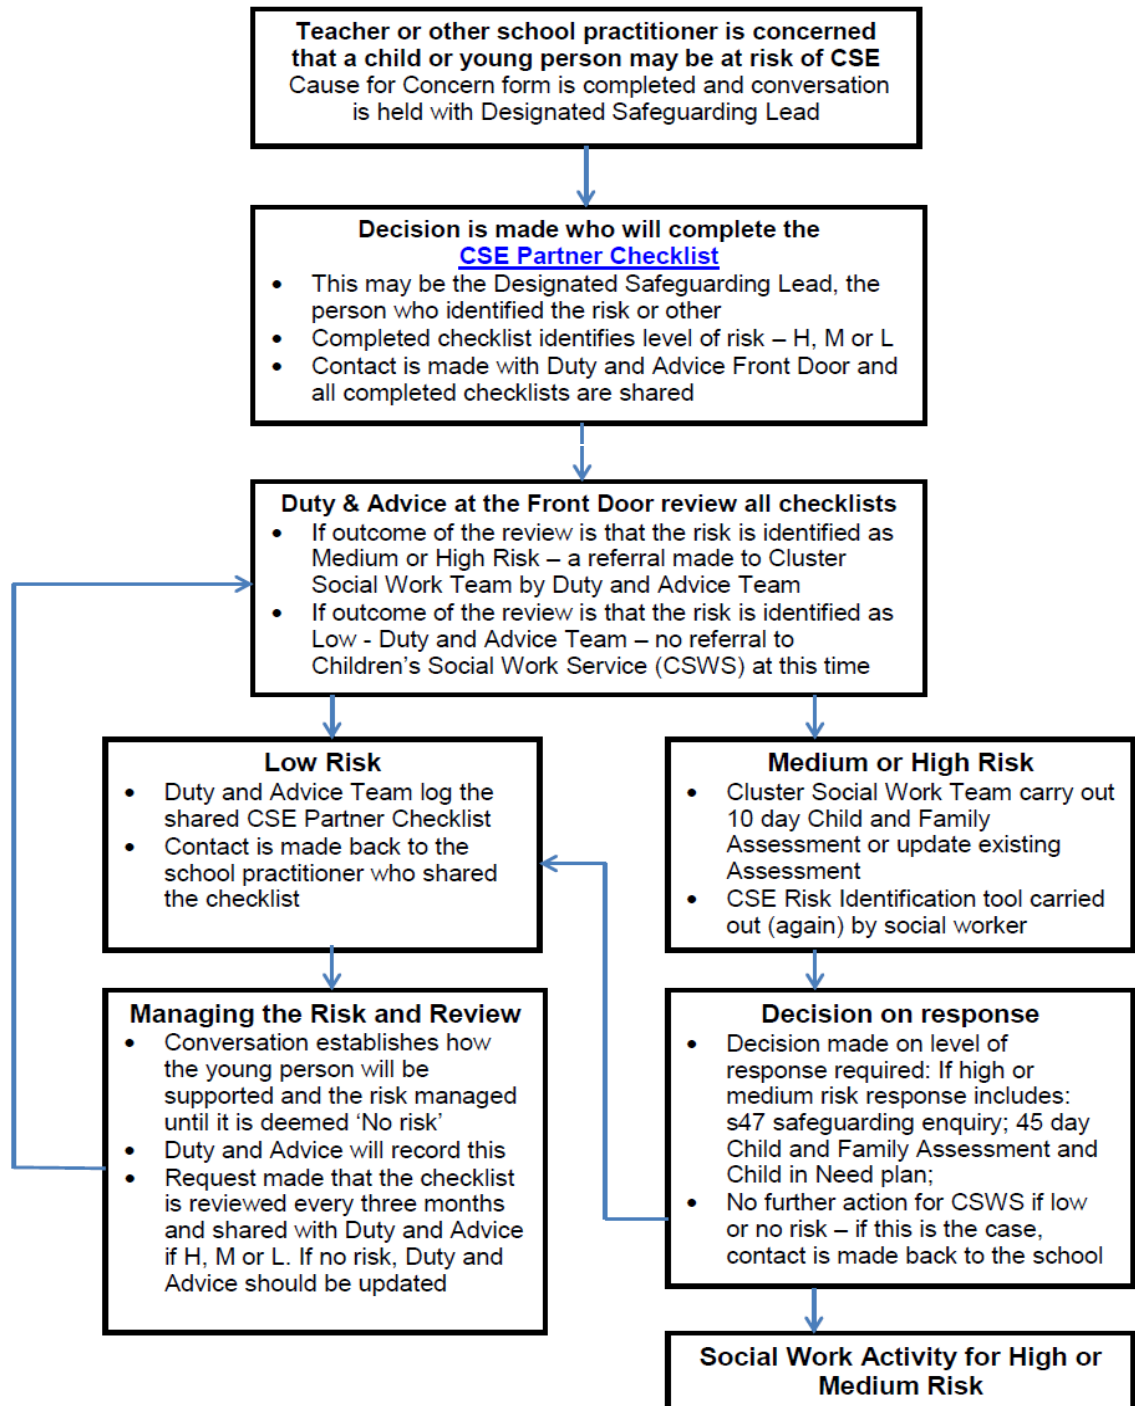 Teacher or other school practitioner is concerned
that a child or young person may be at risk of CSE
Cause for Concern form is completed and conversation
is held with Designated Safeguarding Lead
Decision is made who will complete the
CSE Partner Checklist
• This may be the Designated Safeguarding Lead, the
person who identified the risk or other
• Completed checklist identifies level of risk – H, M or L
• Contact is made with Duty and Advice Front Door and
all completed checklists are shared
Duty & Advice at the Front Door review all checklists
• If outcome of the review is that the risk is identified as
Medium or High Risk – a referral made to Cluster
Social Work Team by Duty and Advice Team
• If outcome of the review is that the risk is identified as
Low - Duty and Advice Team – no referral to
Children's Social Work Service (CSWS) at this time
Low Risk
• Duty and Advice Team log the
shared CSE Partner Checklist
• Contact is made back to the
school practitioner who shared
the checklist
Medium or High Risk
• Cluster Social Work Team carry out
10 day Child and Family
Assessment or update existing
Assessment
• CSE Risk Identification tool carried
out (again) by social worker
Managing the Risk and Review
• Conversation establishes how
the young person will be
supported and the risk managed
until it is deemed 'No risk'
• Duty and Advice will record this
• Request made that the checklist
is reviewed every three months
and shared with Duty and Advice
if H, M or L. If no risk, Duty and
Advice should be updated
Decision on response
• Decision made on level of
response required: If high or
medium risk response includes:
s47 safeguarding enquiry; 45 day
Child and Family Assessment and
Child in Need plan;
• No further action for CSWS if low
or no risk – if this is the case,
contact is made back to the school
Social Work Activity for High or
Medium Risk